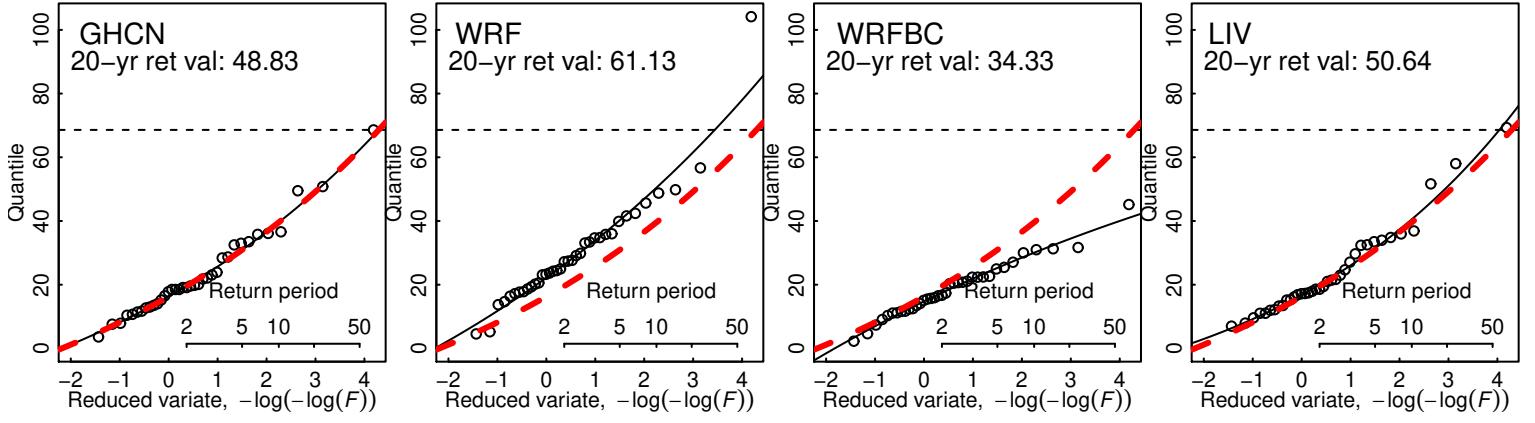 GHCN
20−yr ret val: 48.83
Quantile
0 20 40 60 80 100
Return period
2 5 10 50
−2 −1 0 1 2 3 4
Reduced variate, −log(−log(F))
WRF
20−yr ret val: 61.13
Quantile
0 20 40 60 80 100
Return period
2 5 10 50
−2 −1 0 1 2 3 4
Reduced variate, −log(−log(F))
WRFBC
20−yr ret val: 34.33
Quantile
0 20 40 60 80 100
Return period
2 5 10 50
−2 −1 0 1 2 3 4
Reduced variate, −log(−log(F))
LIV
20−yr ret val: 50.64
Quantile
0 20 40 60 80 100
Return period
2 5 10 50
−2 −1 0 1 2 3 4
Reduced variate, −log(−log(F))